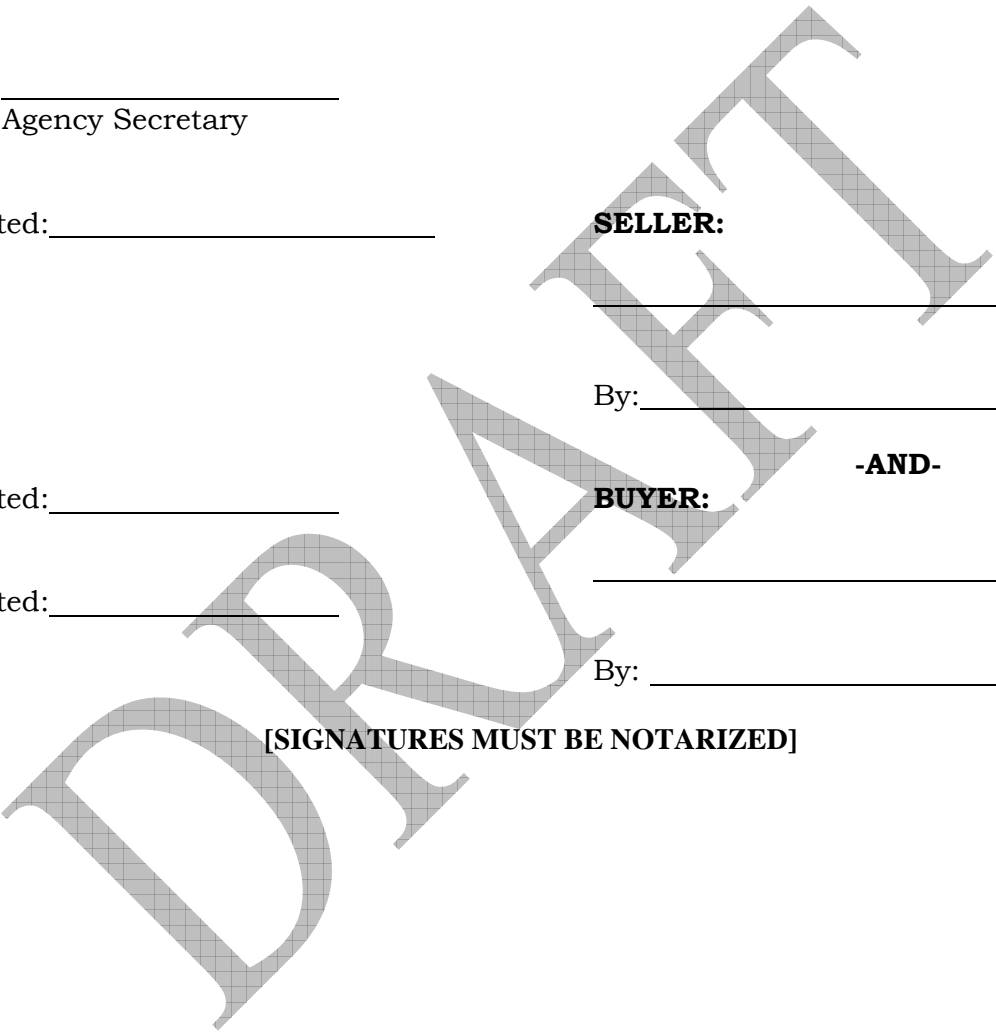 Agency Secretary
ted:
SELLER:
By:
-AND-
ted:
BUYER:
ted:
By:
[SIGNATURES MUST BE NOTARIZED]
DRAFT